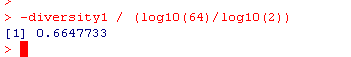 >
> -diversity1 / (log10(64)/log10(2))
[1] 0.6647733
>